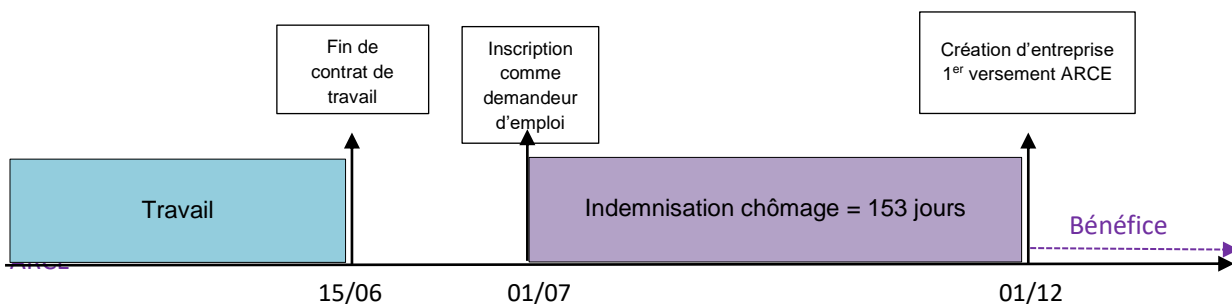 Fin de
contrat de
travail
Inscription
comme
demandeur
d'emploi
Création d'entreprise
1er versement ARCE
Travail
Indemnisation chômage = 153 jours
Bénéfice
ARCE
15/06
01/07
01/12